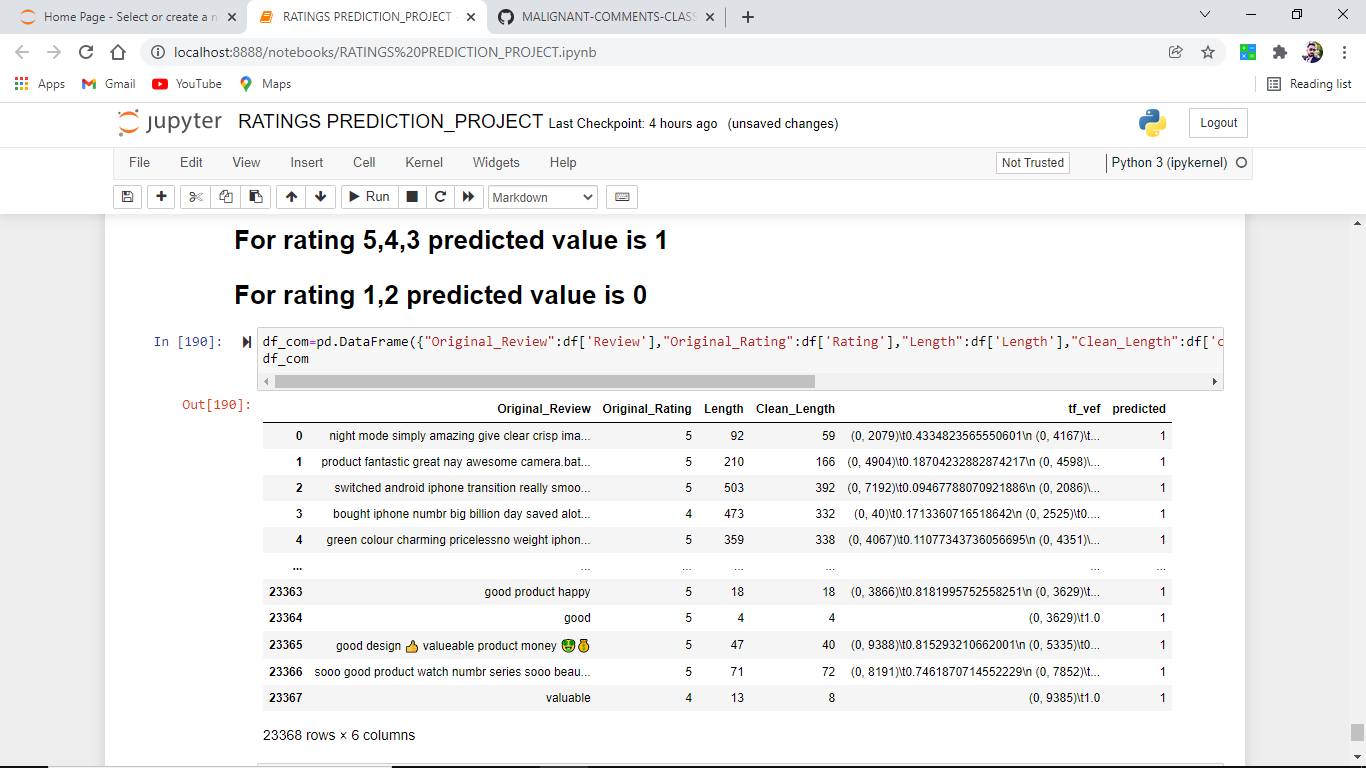 Home Page - Select or create a n
RATINGS PREDICTION_PROJECT -
MALIGNANT-COMMENTS-CLASS
localhost:8888/notebooks/RATINGS%20PREDICTION_PROJECT.ipynb
Apps Gmail YouTube Maps Reading list
jupyter RATINGS PREDICTION_PROJECT Last Checkpoint: 4 hours ago (unsaved changes) Logout
File Edit View Insert Cell Kernel Widgets Help Not Trusted Python 3 (ipykernel)
Run Markdown
For rating 5,4,3 predicted value is 1
For rating 1,2 predicted value is 0
In [190]: df_com=pd.DataFrame({"Original_Review":df['Review'],"Original_Rating":df['Rating'],"Length":df['Length'],"Clean_Length":df['c
df_com
Out[190]:
Original_Review Original_Rating Length Clean_Length tf_vef predicted
0 night mode simply amazing give clear crisp ima... 5 92 59 (0, 2079)\t0.4334823565550601\n (0, 4167)\t... 1
1 product fantastic great nay awesome camera.bat... 5 210 166 (0, 4904)\t0.18704232882874217\n (0, 4598)\... 1
2 switched android iphone transition really smoo... 5 503 392 (0, 7192)\t0.09467788070921886\n (0, 2086)\... 1
3 bought iphone numbr big billion day saved alot... 4 473 332 (0, 40)\t0.1713360716518642\n (0, 2525)\t0.... 1
4 green colour charming pricelessno weight iphon... 5 359 338 (0, 4067)\t0.11077343736056695\n (0, 4351)\... 1
... ... ... ... ... ... ...
23363 good product happy 5 18 18 (0, 3866)\t0.8181995752558251\n (0, 3629)\t... 1
23364 good 5 4 4 (0, 3629)\t1.0 1
23365 good design 👍 valueable product money 🤑💰 5 47 40 (0, 9388)\t0.815293210662001\n (0, 5335)\t0... 1
23366 sooo good product watch numbr series sooo beau... 5 71 72 (0, 8191)\t0.7461870714552229\n (0, 7852)\t... 1
23367 valuable 4 13 8 (0, 9385)\t1.0 1
23368 rows × 6 columns